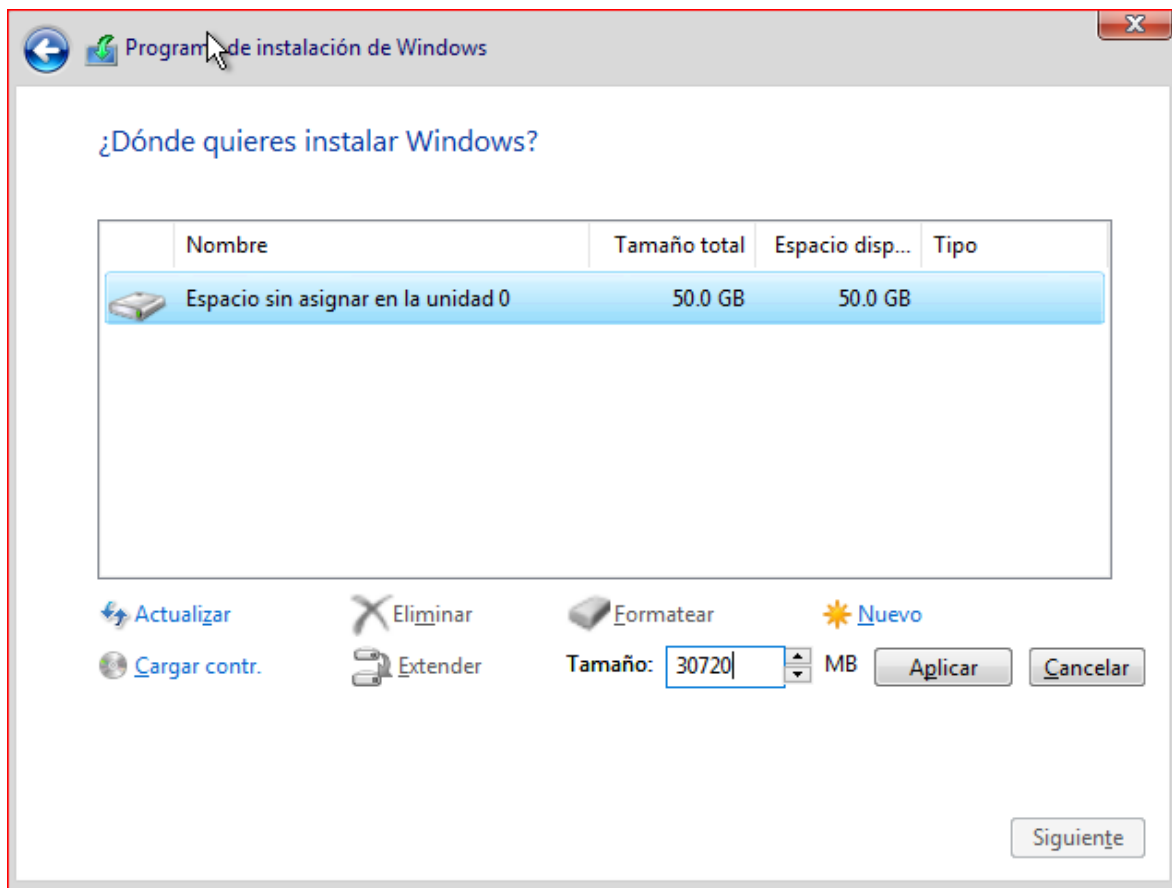 Programa de instalación de Windows
¿Dónde quieres instalar Windows?
Nombre Tamaño total Espacio disp... Tipo
Espacio sin asignar en la unidad 0 50.0 GB 50.0 GB
Actualizar Eliminar Formatear Nuevo
Cargar contr. Extender Tamaño: 30720 MB Aplicar Cancelar
Siguiente